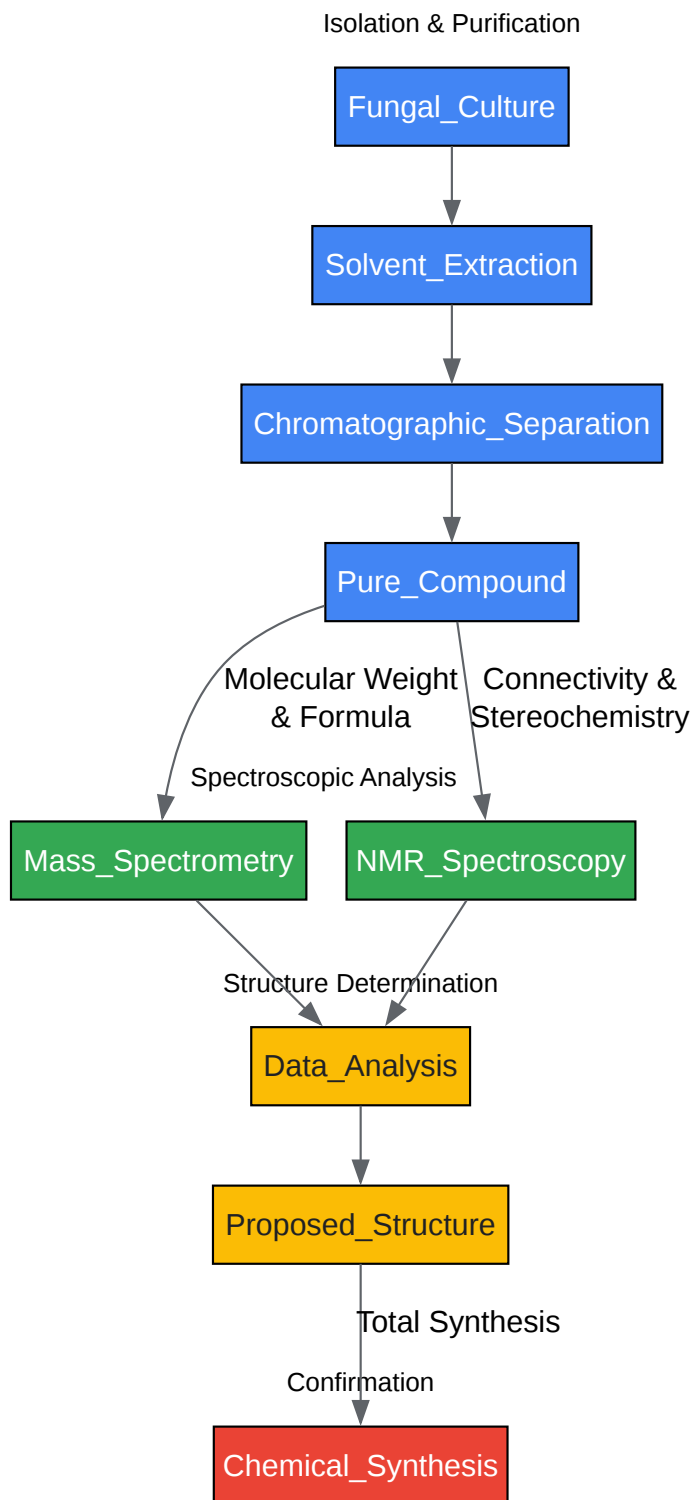 Isolation & Purification
Fungal_Culture
Solvent_Extraction
Chromatographic_Separation
Pure_Compound
Molecular Weight
& Formula
Connectivity &
Stereochemistry
Spectroscopic Analysis
Mass_Spectrometry
NMR_Spectroscopy
Structure Determination
Data_Analysis
Proposed_Structure
Total Synthesis
Confirmation
Chemical_Synthesis